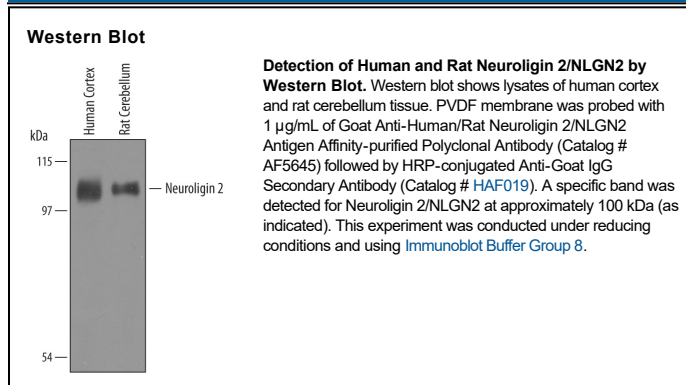 Western Blot
Human Cortex
Rat Cerebellum
kDa
115
97
54
Neuroligin 2
Detection of Human and Rat Neuroligin 2/NLGN2 by
Western Blot. Western blot shows lysates of human cortex
and rat cerebellum tissue. PVDF membrane was probed with
1 µg/mL of Goat Anti-Human/Rat Neuroligin 2/NLGN2
Antigen Affinity-purified Polyclonal Antibody (Catalog #
AF5645) followed by HRP-conjugated Anti-Goat IgG
Secondary Antibody (Catalog # HAF019). A specific band was
detected for Neuroligin 2/NLGN2 at approximately 100 kDa (as
indicated). This experiment was conducted under reducing
conditions and using Immunoblot Buffer Group 8.